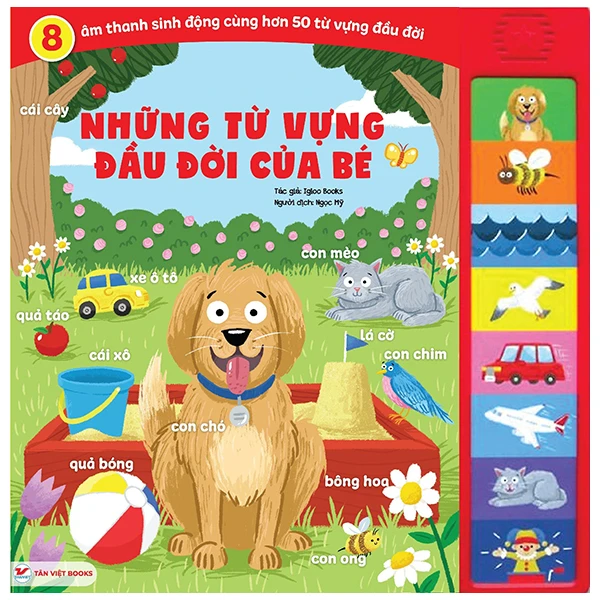 8 âm thanh sinh động cùng hơn 50 từ vựng đầu đời
cái cây
NHỮNG TỪ VỰNG
ĐẦU ĐỜI CỦA BÉ
Tác giả: Igloo Books
Người dịch: Ngọc Mỹ
con mèo
xe ô tô
quả táo
lá cờ
cái xô
con chim
con chó
quả bóng
bông hoa
con ong
TÂN VIỆT BOOKS